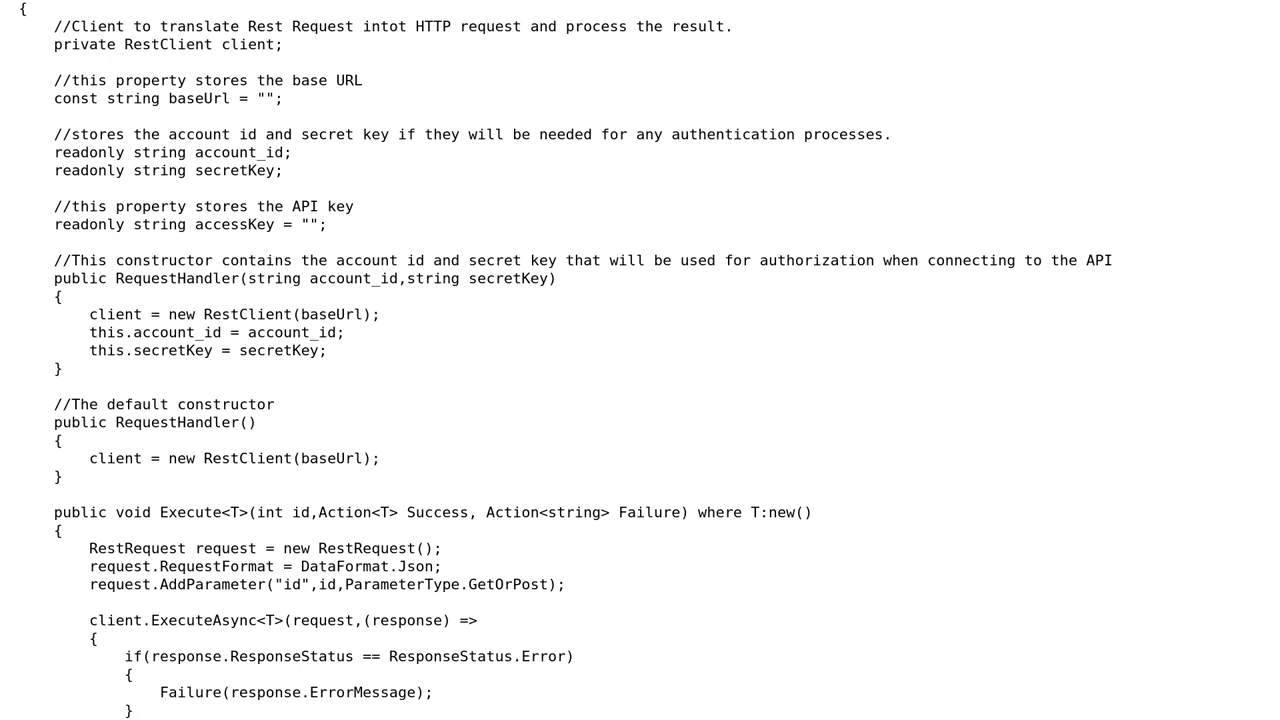 {
//Client to translate Rest Request intot HTTP request and process the result.
private RestClient client;
//this property stores the base URL
const string baseUrl = "";
//stores the account id and secret key if they will be needed for any authentication processes.
readonly string account_id;
readonly string secretKey;
//this property stores the API key
readonly string accessKey = "";
//This constructor contains the account id and secret key that will be used for authorization when connecting to the API
public RequestHandler(string account_id,string secretKey)
{
client = new RestClient(baseUrl);
this.account_id = account_id;
this.secretKey = secretKey;
}
//The default constructor
public RequestHandler()
{
client = new RestClient(baseUrl);
}
public void Execute<T>(int id,Action<T> Success, Action<string> Failure) where T:new()
{
RestRequest request = new RestRequest();
request.RequestFormat = DataFormat.Json;
request.AddParameter("id",id,ParameterType.GetOrPost);
client.ExecuteAsync<T>(request,(response) =>
{
if(response.ResponseStatus == ResponseStatus.Error)
{
Failure(response.ErrorMessage);
}